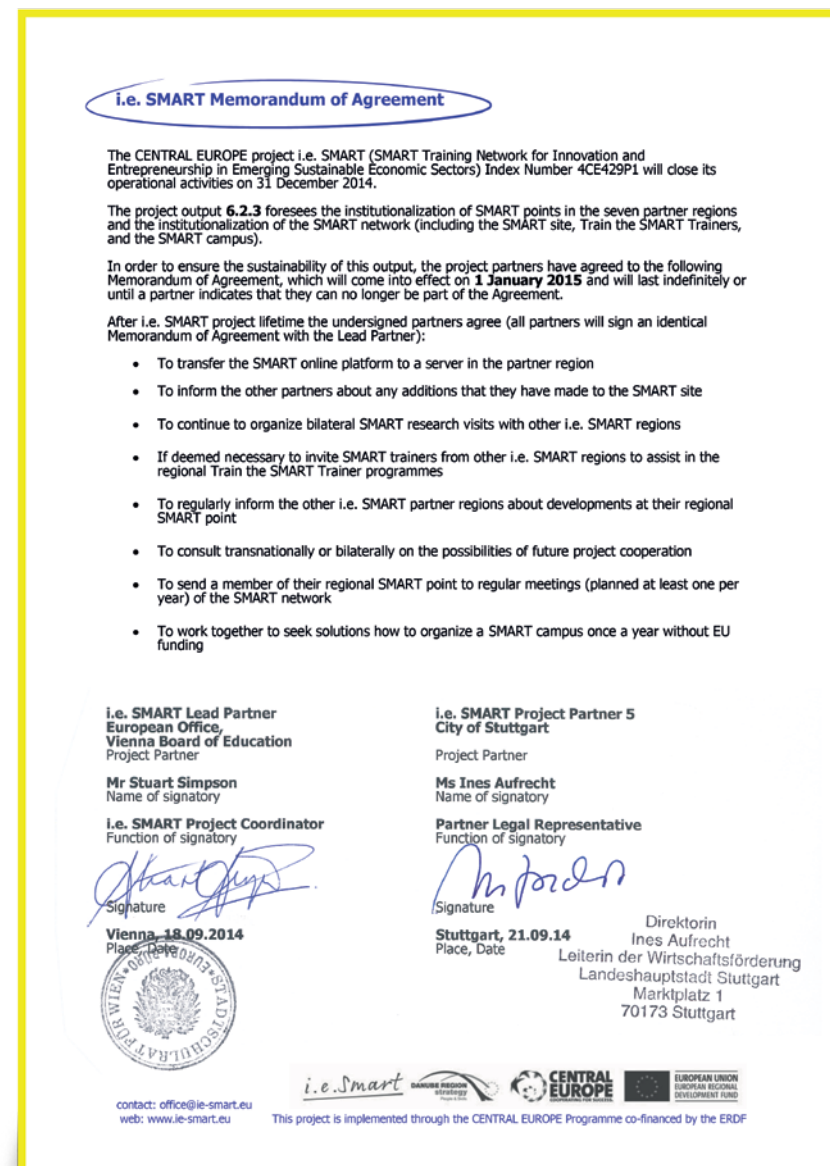 i.e. SMART Memorandum of Agreement
The CENTRAL EUROPE project i.e. SMART (SMART Training Network for Innovation and
Entrepreneurship in Emerging Sustainable Economic Sectors) Index Number 4CE429P1 will close its
operational activities on 31 December 2014.
The project output 6.2.3 foresees the institutionalization of SMART points in the seven partner regions
and the institutionalization of the SMART network (including the SMART site, Train the SMART Trainers,
and the SMART campus).
In order to ensure the sustainability of this output, the project partners have agreed to the following
Memorandum of Agreement, which will come into effect on 1 January 2015 and will last indefinitely or
until a partner indicates that they can no longer be part of the Agreement.
After i.e. SMART project lifetime the undersigned partners agree (all partners will sign an identical
Memorandum of Agreement with the Lead Partner):
• To transfer the SMART online platform to a server in the partner region
• To inform the other partners about any additions that they have made to the SMART site
• To continue to organize bilateral SMART research visits with other i.e. SMART regions
• If deemed necessary to invite SMART trainers from other i.e. SMART regions to assist in the
regional Train the SMART Trainer programmes
• To regularly inform the other i.e. SMART partner regions about developments at their regional
SMART point
• To consult transnationally or bilaterally on the possibilities of future project cooperation
• To send a member of their regional SMART point to regular meetings (planned at least one per
year) of the SMART network
• To work together to seek solutions how to organize a SMART campus once a year without EU
funding
i.e. SMART Lead Partner
European Office,
Vienna Board of Education
Project Partner
Mr Stuart Simpson
Name of signatory
i.e. SMART Project Coordinator
Function of signatory
Signature
Vienna, 18.09.2014
Place, Date
STADTSCHULRAT FÜR WIEN * EUROPA BÜRO *
i.e. SMART Project Partner 5
City of Stuttgart
Project Partner
Ms Ines Aufrecht
Name of signatory
Partner Legal Representative
Function of signatory
Signature
Stuttgart, 21.09.14
Place, Date
Direktorin
Ines Aufrecht
Leiterin der Wirtschaftsförderung
Landeshauptstadt Stuttgart
Marktplatz 1
70173 Stuttgart
contact: office@ie-smart.eu
web: www.ie-smart.eu
i.e.Smart
DANUBE REGION
strategy
CENTRAL
EUROPE
COOPERATING FOR SUCCESS.
EUROPEAN UNION
EUROPEAN REGIONAL
DEVELOPMENT FUND
This project is implemented through the CENTRAL EUROPE Programme co-financed by the ERDF